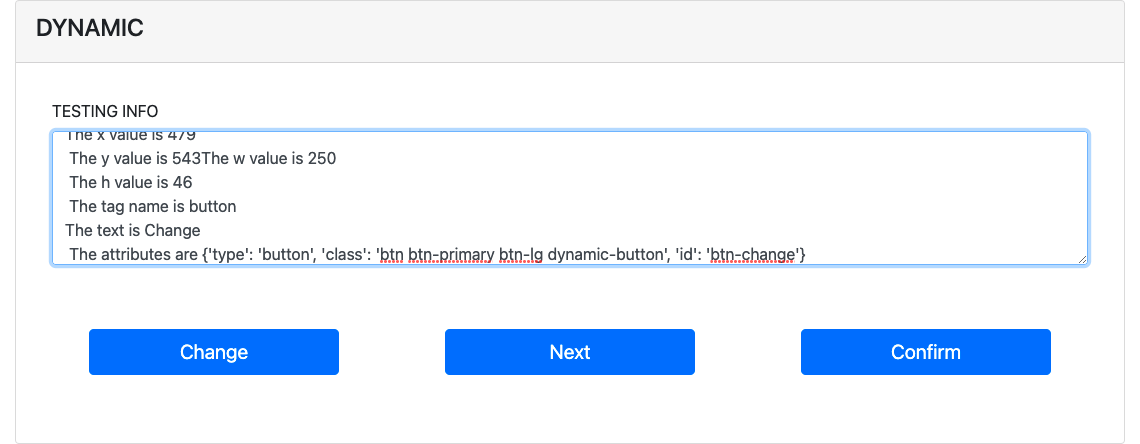 DYNAMIC
TESTING INFO
The x value is 479
The y value is 543The w value is 250
The h value is 46
The tag name is button
The text is Change
The attributes are {'type': 'button', 'class': 'btn btn-primary btn-lg dynamic-button', 'id': 'btn-change'}
Change
Next
Confirm